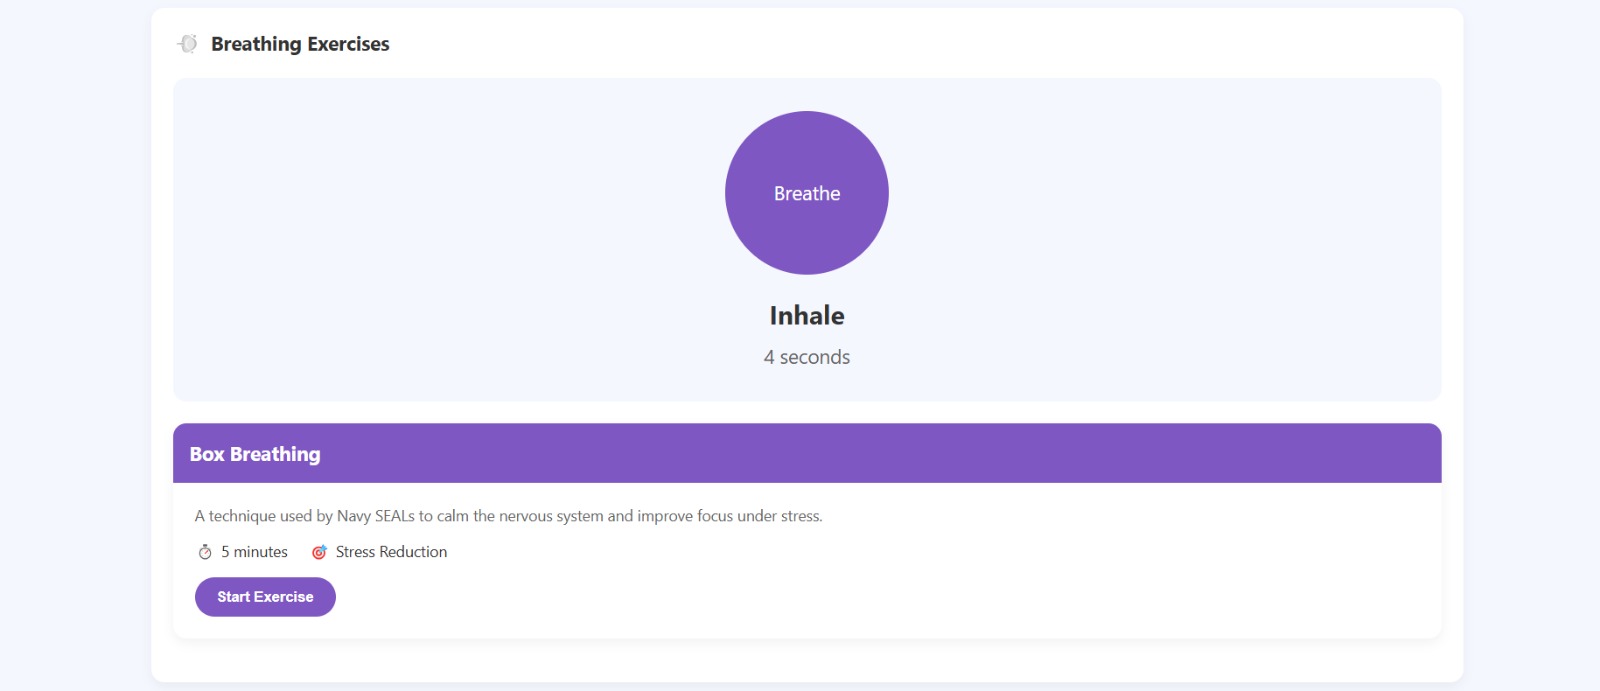 Breathing Exercises
Breathe
Inhale
4 seconds
Box Breathing
A technique used by Navy SEALs to calm the nervous system and improve focus under stress.
5 minutes Stress Reduction
Start Exercise